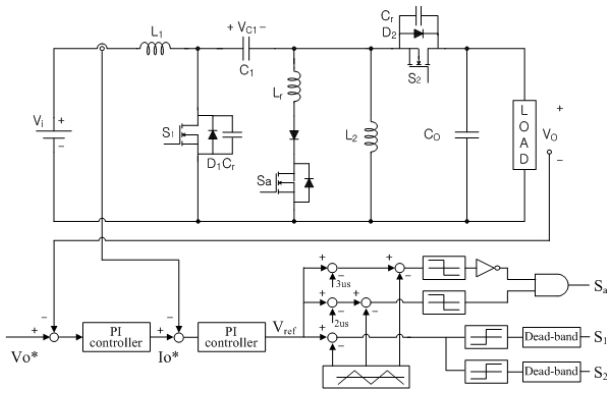 L1
+ VC1 −
C1
Cr
D2
S2
Vi
+
−
S1
D1 Cr
Lr
Sa
L2
CO
LOAD
+
VO
−
Vo*
+
−
PI
controller
Io*
+
−
PI
controller
Vref
+
−
3us
+
−
+
−
2us
+
−
+
−
Sa
Dead-band
S1
Dead-band
S2